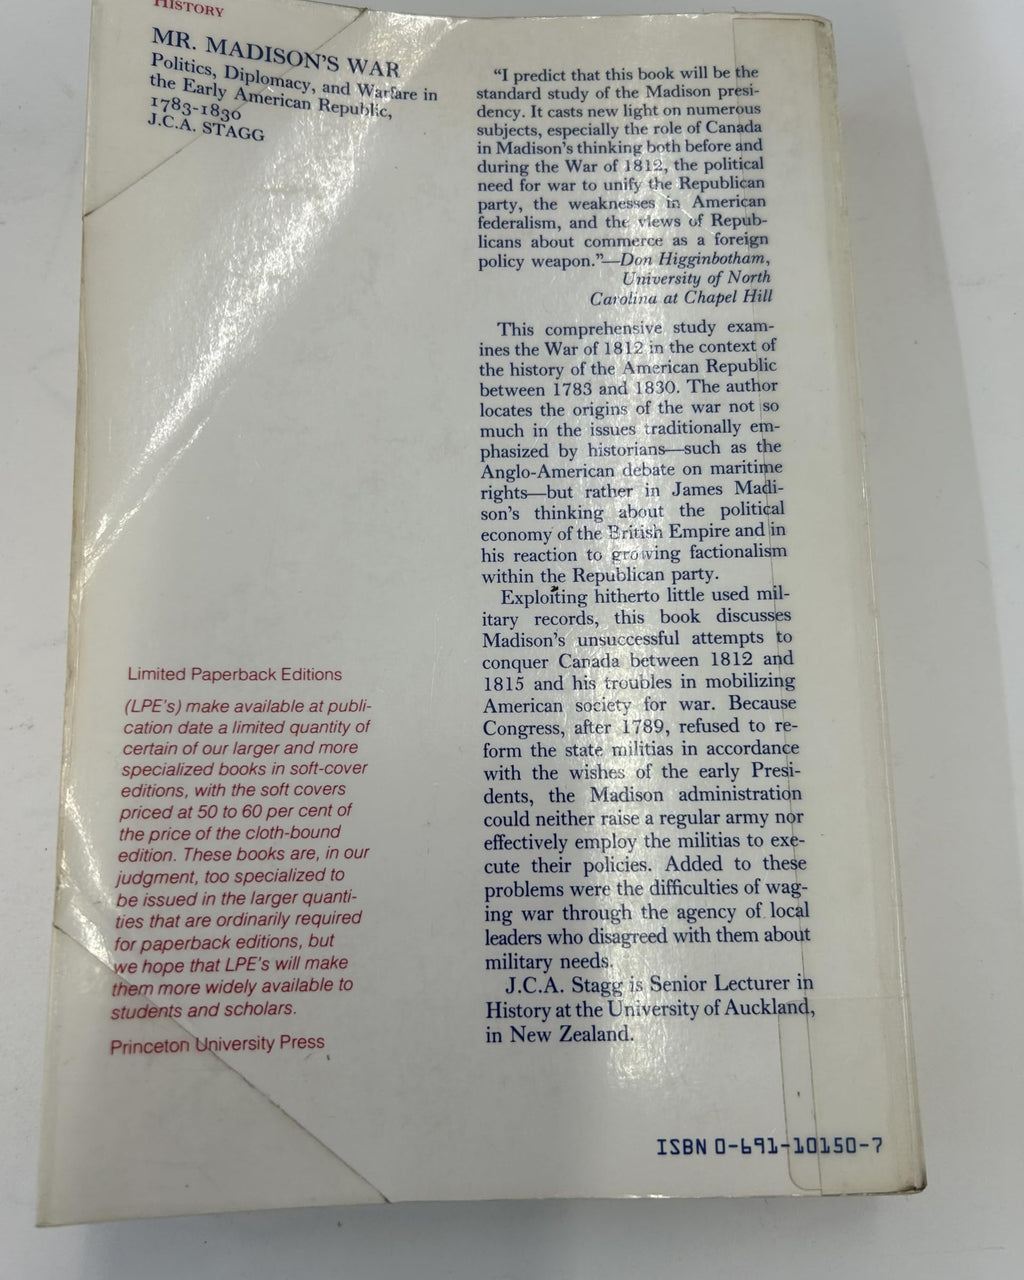 HISTORY
MR. MADISON'S WAR
Politics, Diplomacy, and Warfare in
the Early American Republic,
1783-1830
J.C.A. STAGG
"I predict that this book will be the
standard study of the Madison presi-
dency. It casts new light on numerous
subjects, especially the role of Canada
in Madison's thinking both before and
during the War of 1812, the political
need for war to unify the Republican
party, the weaknesses in American
federalism, and the views of Repub-
licans about commerce as a foreign
policy weapon."—Don Higginbotham,
University of North
Carolina at Chapel Hill
This comprehensive study exam-
ines the War of 1812 in the context of
the history of the American Republic
between 1783 and 1830. The author
locates the origins of the war not so
much in the issues traditionally em-
phasized by historians—such as the
Anglo-American debate on maritime
rights—but rather in James Madi-
son's thinking about the political
economy of the British Empire and in
his reaction to growing factionalism
within the Republican party.
Exploiting hitherto little used mil-
itary records, this book discusses
Madison's unsuccessful attempts to
conquer Canada between 1812 and
1815 and his troubles in mobilizing
American society for war. Because
Congress, after 1789, refused to re-
form the state militias in accordance
with the wishes of the early Presi-
dents, the Madison administration
could neither raise a regular army nor
effectively employ the militias to exe-
cute their policies. Added to these
problems were the difficulties of wag-
ing war through the agency of local
leaders who disagreed with them about
military needs.
J.C.A. Stagg is Senior Lecturer in
History at the University of Auckland,
in New Zealand.
Limited Paperback Editions
(LPE's) make available at publi-
cation date a limited quantity of
certain of our larger and more
specialized books in soft-cover
editions, with the soft covers
priced at 50 to 60 per cent of
the price of the cloth-bound
edition. These books are, in our
judgment, too specialized to
be issued in the larger quanti-
ties that are ordinarily required
for paperback editions, but
we hope that LPE's will make
them more widely available to
students and scholars.
Princeton University Press
ISBN 0-691-10150-7